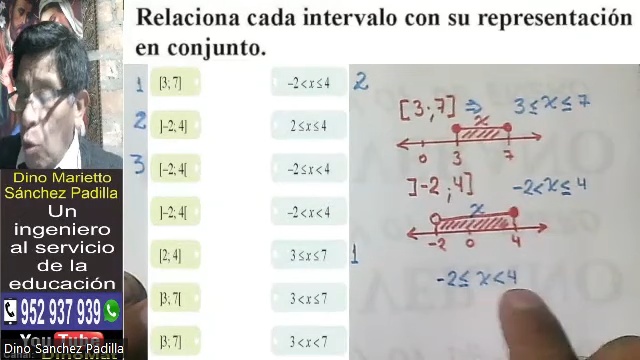 Relaciona cada intervalo con su representación
en conjunto.
1 [3; 7]
2 ]–2; 4]
3 [–2; 4[
]–2; 4[
[2; 4]
]3; 7[
]3; 7]
–2 < x ≤ 4
2 ≤ x ≤ 4
–2 ≤ x < 4
–2 < x < 4
3 ≤ x ≤ 7
3 < x ≤ 7
3 < x < 7
2
1
[3;7] ⇒ 3 ≤ x ≤ 7
x
0 3 7
]-2,4] -2<x≤4
x
-2 0 4
-2≤ x<4
Dino Marietto
Sánchez Padilla
Un
ingeniero
al servicio
de la
educación
952 937 939
You Tube
Dino Sanchez Padilla